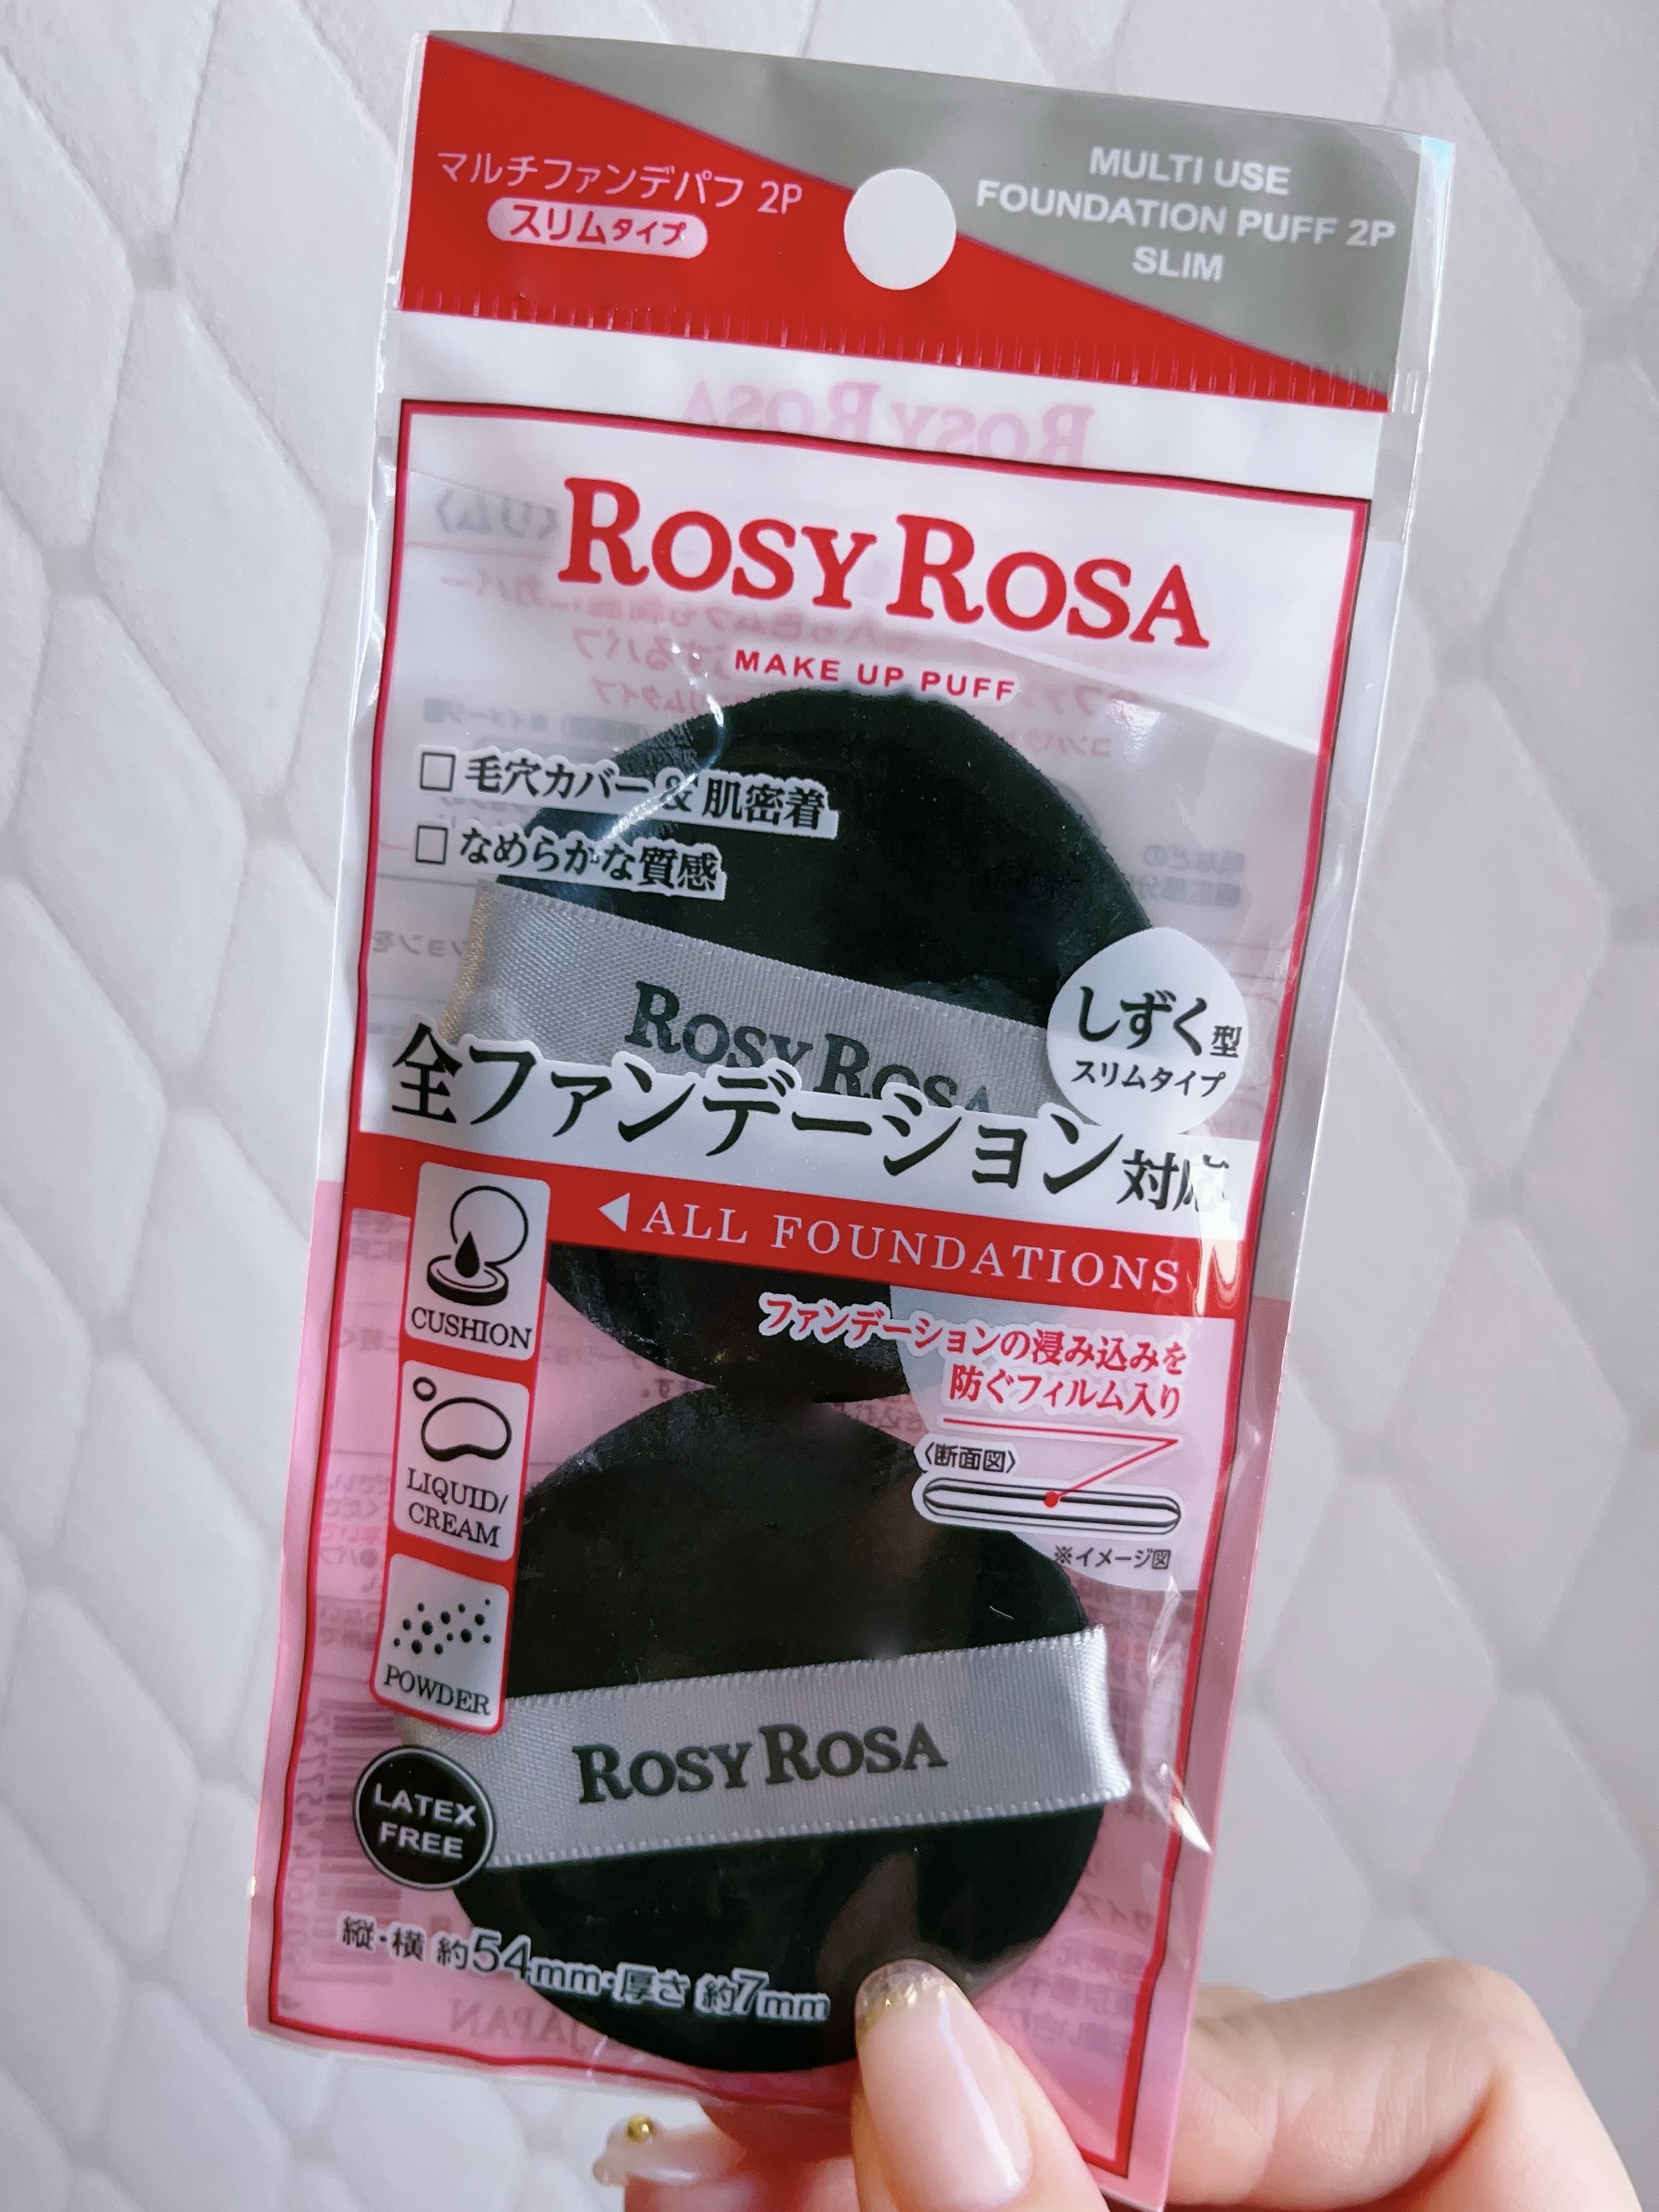 マルチファンデパフ 2P
スリムタイプ
MULTI USE
FOUNDATION PUFF 2P
SLIM
ROSY ROSA
MAKE UP PUFF
□ 毛穴カバー & 肌密着
□ なめらかな質感
ROSY ROSA
しずく型
スリムタイプ
全ファンデーション対応
◀ALL FOUNDATIONS
CUSHION
ファンデーションの浸み込みを
防ぐフィルム入り
〈断面図〉
※イメージ図
LIQUID/
CREAM
POWDER
ROSY ROSA
LATEX
FREE
縦・横 約54mm・厚さ 約7mm